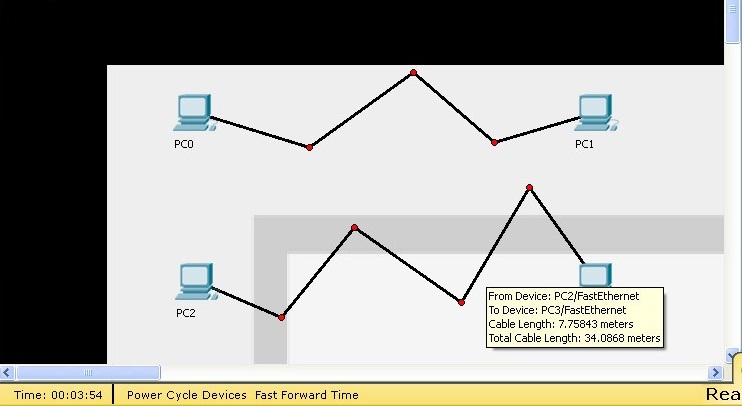 PC0
PC1
PC2
From Device: PC2/FastEthernet
To Device: PC3/FastEthernet
Cable Length: 7.75843 meters
Total Cable Length: 34.0868 meters
Time: 00:03:54 Power Cycle Devices Fast Forward Time
Rea